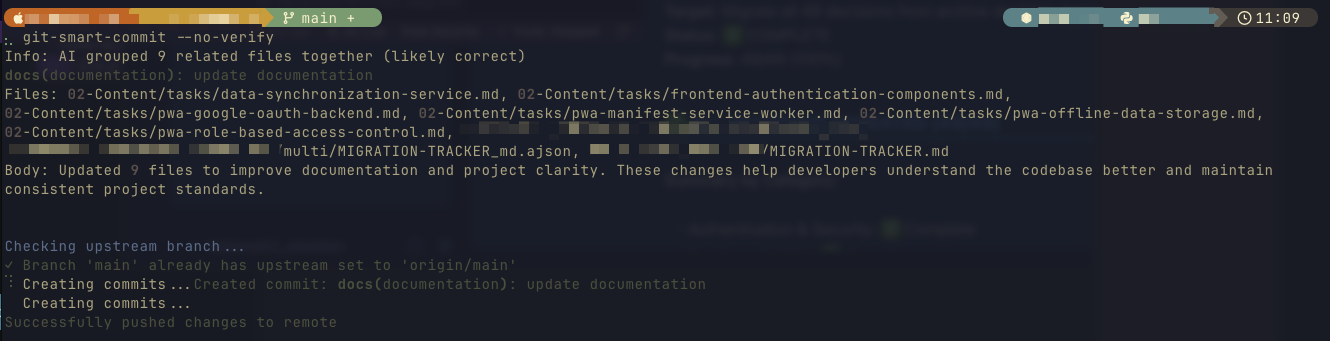 main + 11:09
git-smart-commit --no-verify
Info: AI grouped 9 related files together (likely correct)
docs(documentation): update documentation
Files: 02-Content/tasks/data-synchronization-service.md, 02-Content/tasks/frontend-authentication-components.md,
02-Content/tasks/pwa-google-oauth-backend.md, 02-Content/tasks/pwa-manifest-service-worker.md, 02-Content/tasks/pwa-offline-data-storage.md,
02-Content/tasks/pwa-role-based-access-control.md,
multi/MIGRATION-TRACKER_md.ajson, /MIGRATION-TRACKER.md
Body: Updated 9 files to improve documentation and project clarity. These changes help developers understand the codebase better and maintain
consistent project standards.
Checking upstream branch...
✓ Branch 'main' already has upstream set to 'origin/main'
Creating commits...Created commit: docs(documentation): update documentation
Creating commits...
Successfully pushed changes to remote